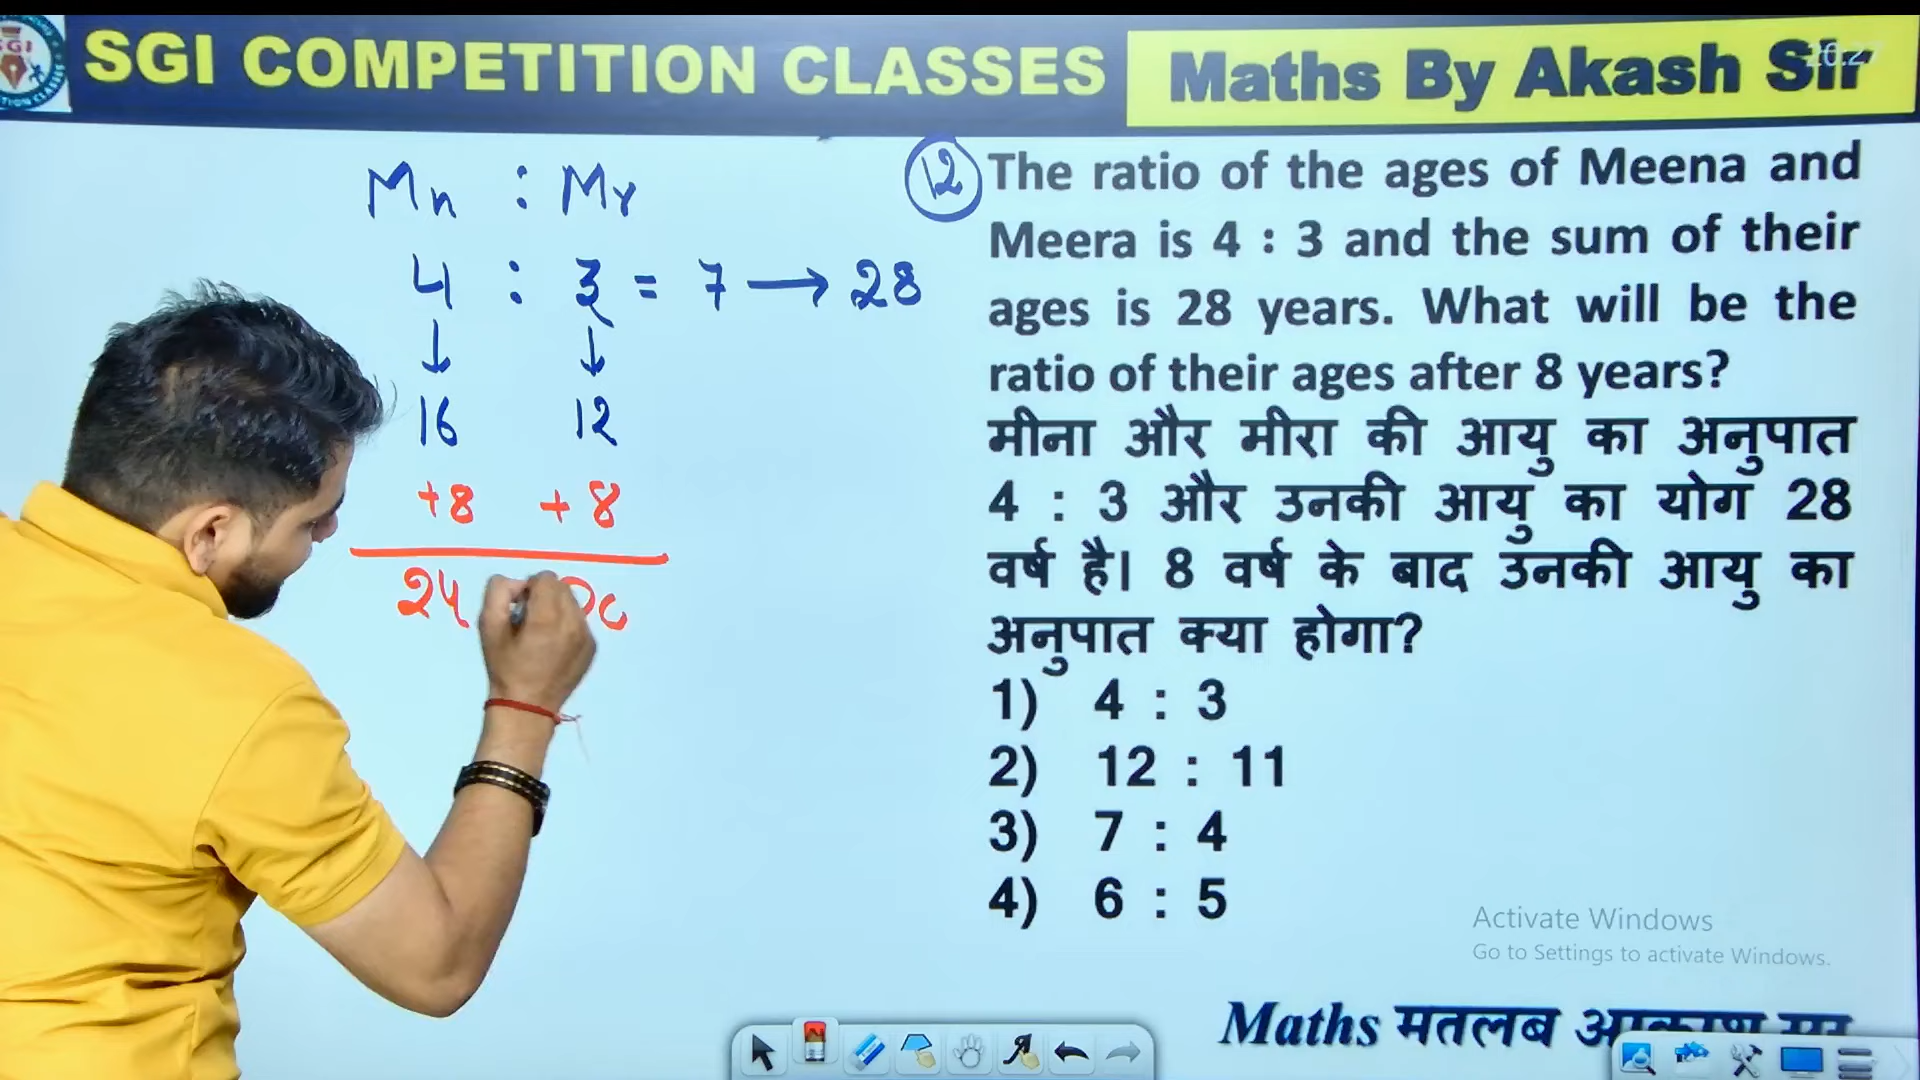 SGI COMPETITION CLASSES
Maths By Akash Sir
20:27
Mn : Mr
4 : 3 = 7 → 28
↓ ↓
16 12
+8 +8
24
12 The ratio of the ages of Meena and
Meera is 4 : 3 and the sum of their
ages is 28 years. What will be the
ratio of their ages after 8 years?
मीना और मीरा की आयु का अनुपात
4 : 3 और उनकी आयु का योग 28
वर्ष है। 8 वर्ष के बाद उनकी आयु का
अनुपात क्या होगा?
1) 4 : 3
2) 12 : 11
3) 7 : 4
4) 6 : 5
Activate Windows
Go to Settings to activate Windows.
Maths मतलब